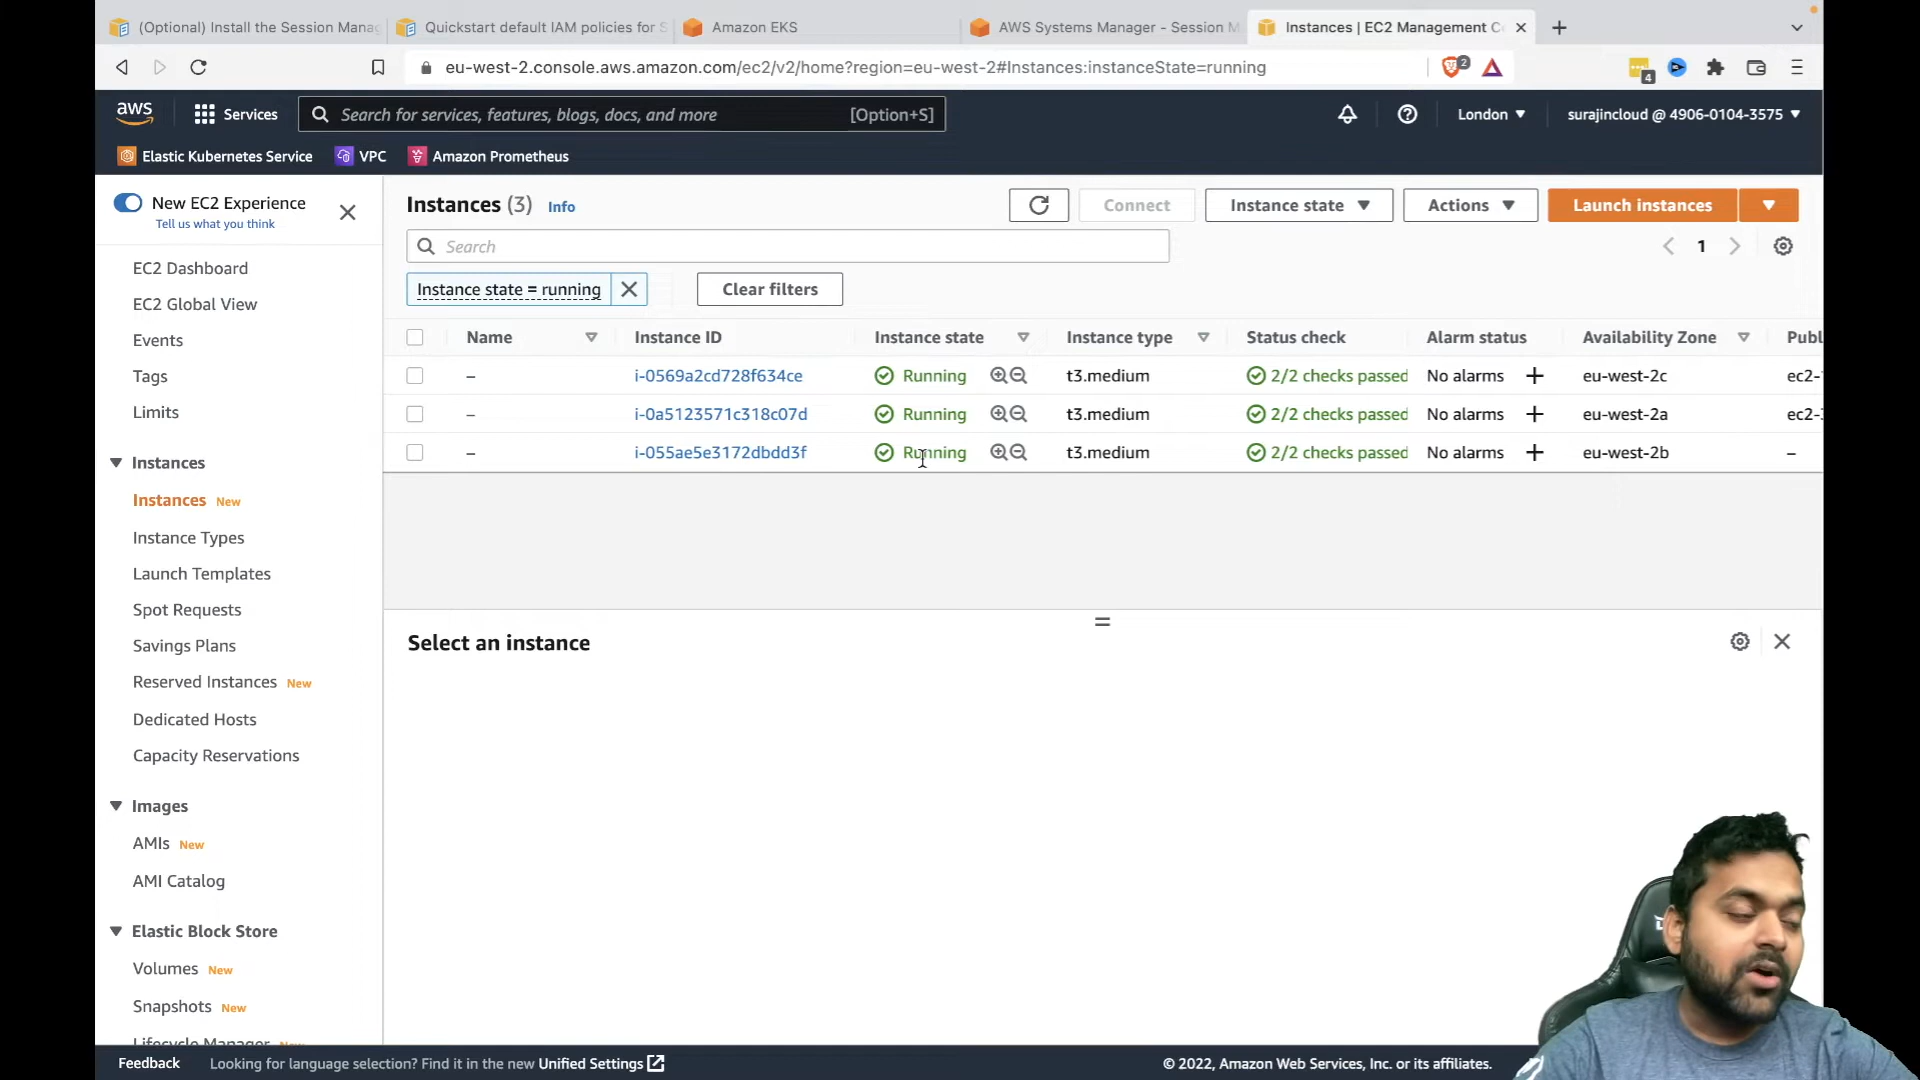 (Optional) Install the Session Manag
Quickstart default IAM policies for S
Amazon EKS
AWS Systems Manager - Session M
Instances | EC2 Management Co
eu-west-2.console.aws.amazon.com/ec2/v2/home?region=eu-west-2#Instances:instanceState=running
2
4
aws
Services
Search for services, features, blogs, docs, and more
[Option+S]
London
surajincloud @ 4906-0104-3575
Elastic Kubernetes Service
VPC
Amazon Prometheus
New EC2 Experience
Tell us what you think
EC2 Dashboard
EC2 Global View
Events
Tags
Limits
Instances
Instances New
Instance Types
Launch Templates
Spot Requests
Savings Plans
Reserved Instances New
Dedicated Hosts
Capacity Reservations
Images
AMIs New
AMI Catalog
Elastic Block Store
Volumes New
Snapshots New
Lifecycle Manager New
Instances (3) Info
Connect
Instance state
Actions
Launch instances
Search
1
Instance state = running
Clear filters
Name Instance ID Instance state Instance type Status check Alarm status Availability Zone Publ
– i-0569a2cd728f634ce Running t3.medium 2/2 checks passed No alarms + eu-west-2c ec2-
– i-0a5123571c318c07d Running t3.medium 2/2 checks passed No alarms + eu-west-2a ec2-
– i-055ae5e3172dbdd3f Running t3.medium 2/2 checks passed No alarms + eu-west-2b –
Select an instance
Feedback
Looking for language selection? Find it in the new Unified Settings
© 2022, Amazon Web Services, Inc. or its affiliates.